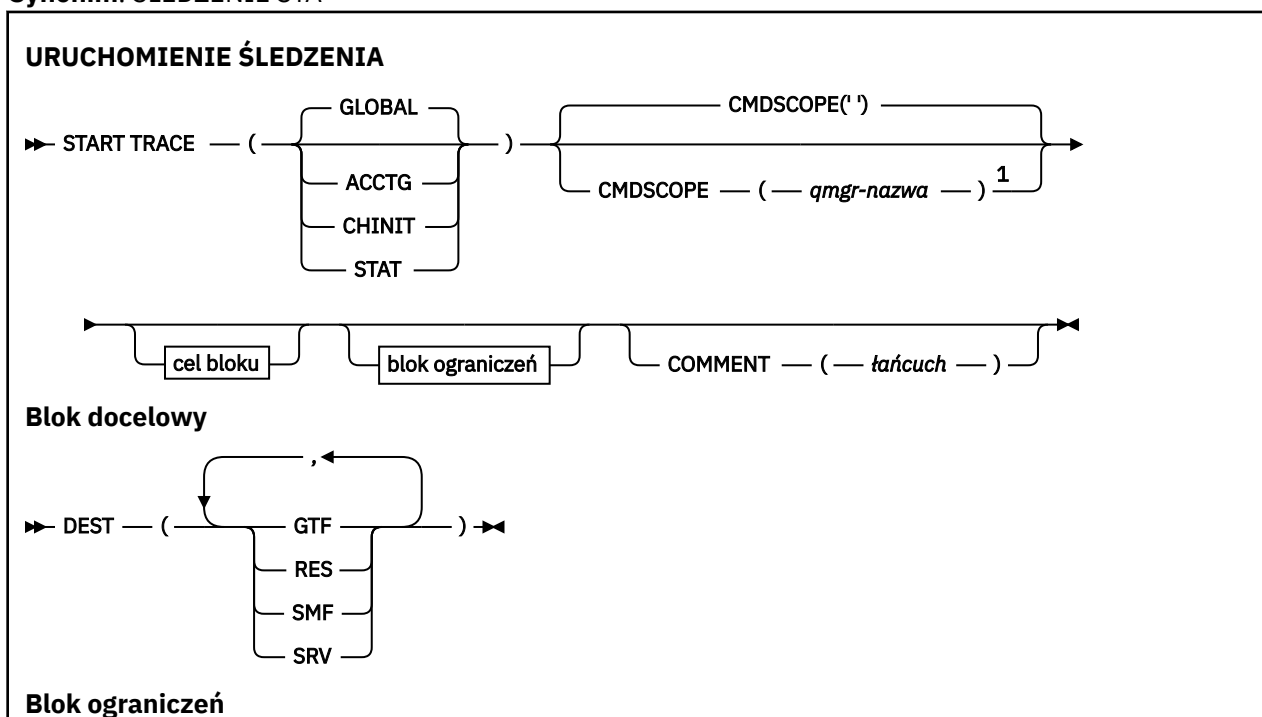 URUCHOMIENIE ŚLEDZENIA
GLOBAL
CMDSCOPE(' ')
START TRACE ( )
ACCTG
CMDSCOPE ( qmgr-nazwa ) 1
CHINIT
STAT
cel bloku
blok ograniczeń
COMMENT ( łańcuch )
Blok docelowy
,
DEST ( GTF )
RES
SMF
SRV
Blok ograniczeń